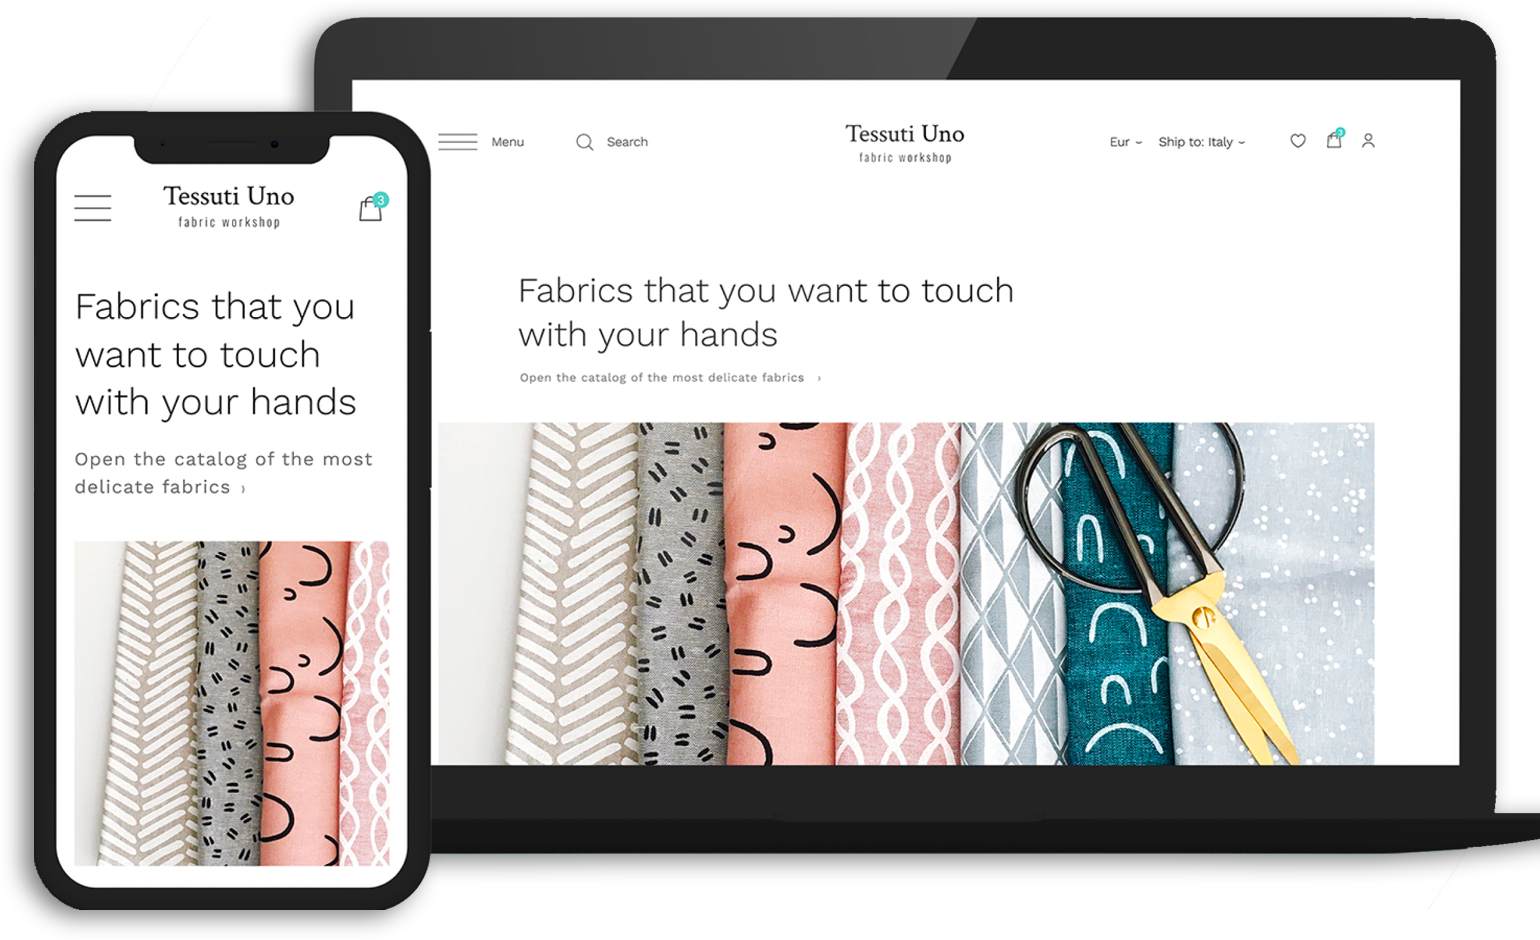 Tessuti Uno
fabric workshop
3
Fabrics that you
want to touch
with your hands
Open the catalog of the most
delicate fabrics ›
Menu
Search
Tessuti Uno
fabric workshop
Eur
Ship to: Italy
3
Fabrics that you want to touch
with your hands
Open the catalog of the most delicate fabrics ›